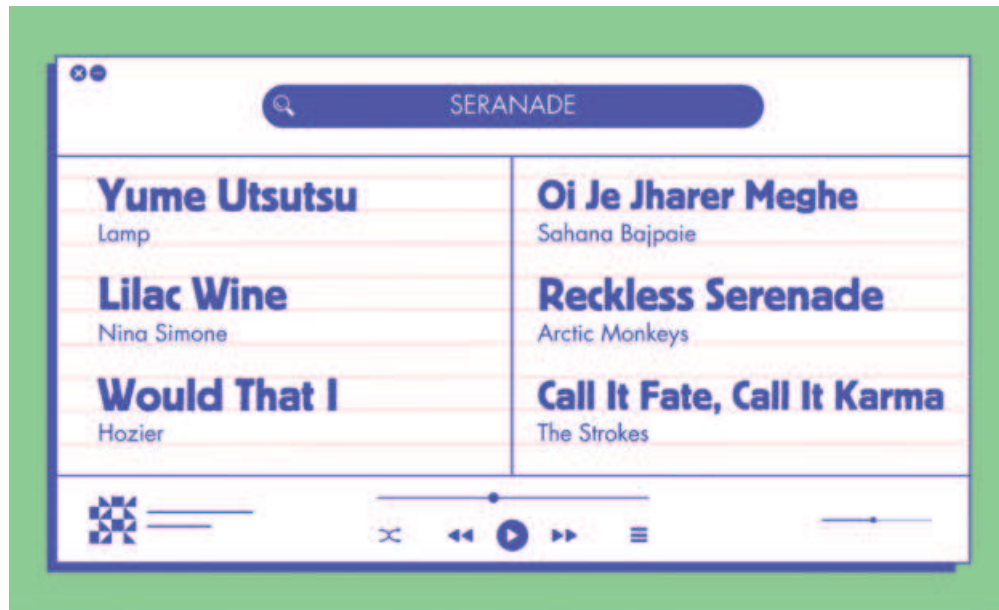 SERANADE
Yume Utsutsu
Lamp
Lilac Wine
Nina Simone
Would That I
Hozier
Oi Je Jharer Meghe
Sahana Bajpaie
Reckless Serenade
Arctic Monkeys
Call It Fate, Call It Karma
The Strokes